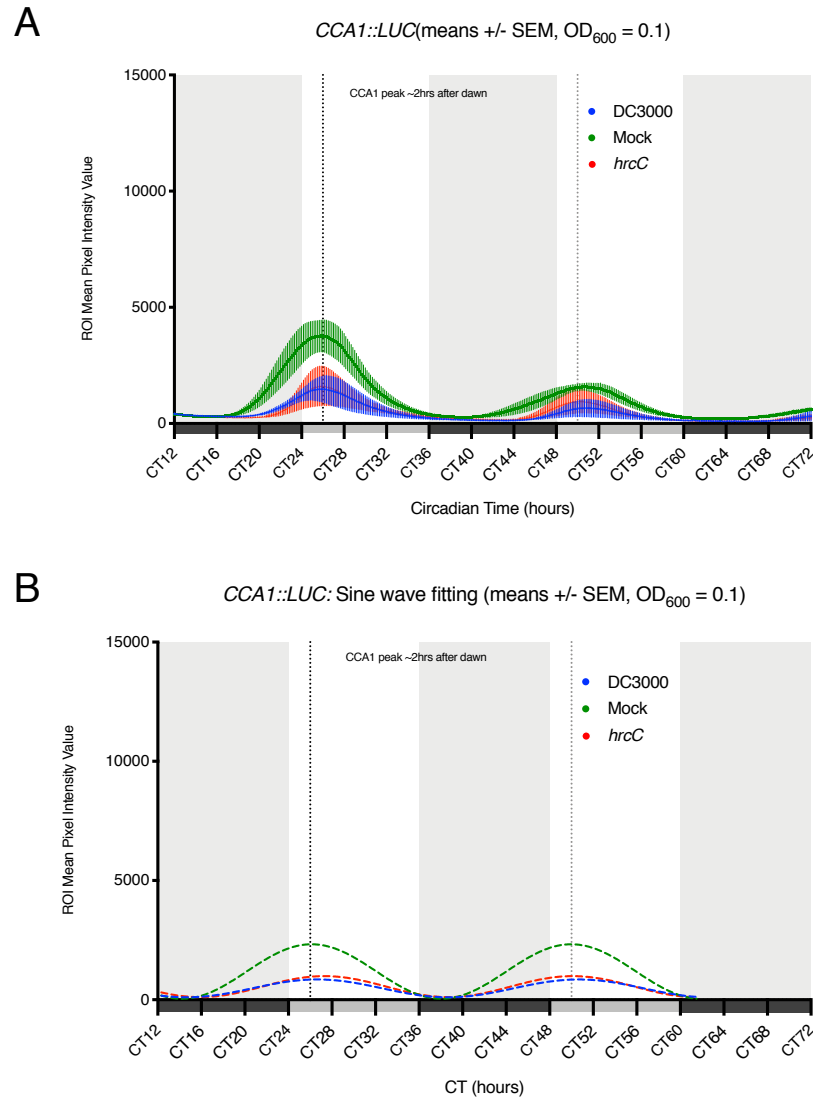 A
CCA1::LUC(means +/- SEM, OD600 = 0.1)
15000
CCA1 peak ~2hrs after dawn
DC3000
Mock
hrcC
10000
5000
0
ROI Mean Pixel Intensity Value
CT12 CT16 CT20 CT24 CT28 CT32 CT36 CT40 CT44 CT48 CT52 CT56 CT60 CT64 CT68 CT72
Circadian Time (hours)
B
CCA1::LUC: Sine wave fitting (means +/- SEM, OD600 = 0.1)
15000
CCA1 peak ~2hrs after dawn
DC3000
Mock
hrcC
10000
5000
0
ROI Mean Pixel Intensity Value
CT12 CT16 CT20 CT24 CT28 CT32 CT36 CT40 CT44 CT48 CT52 CT56 CT60 CT64 CT68 CT72
CT (hours)